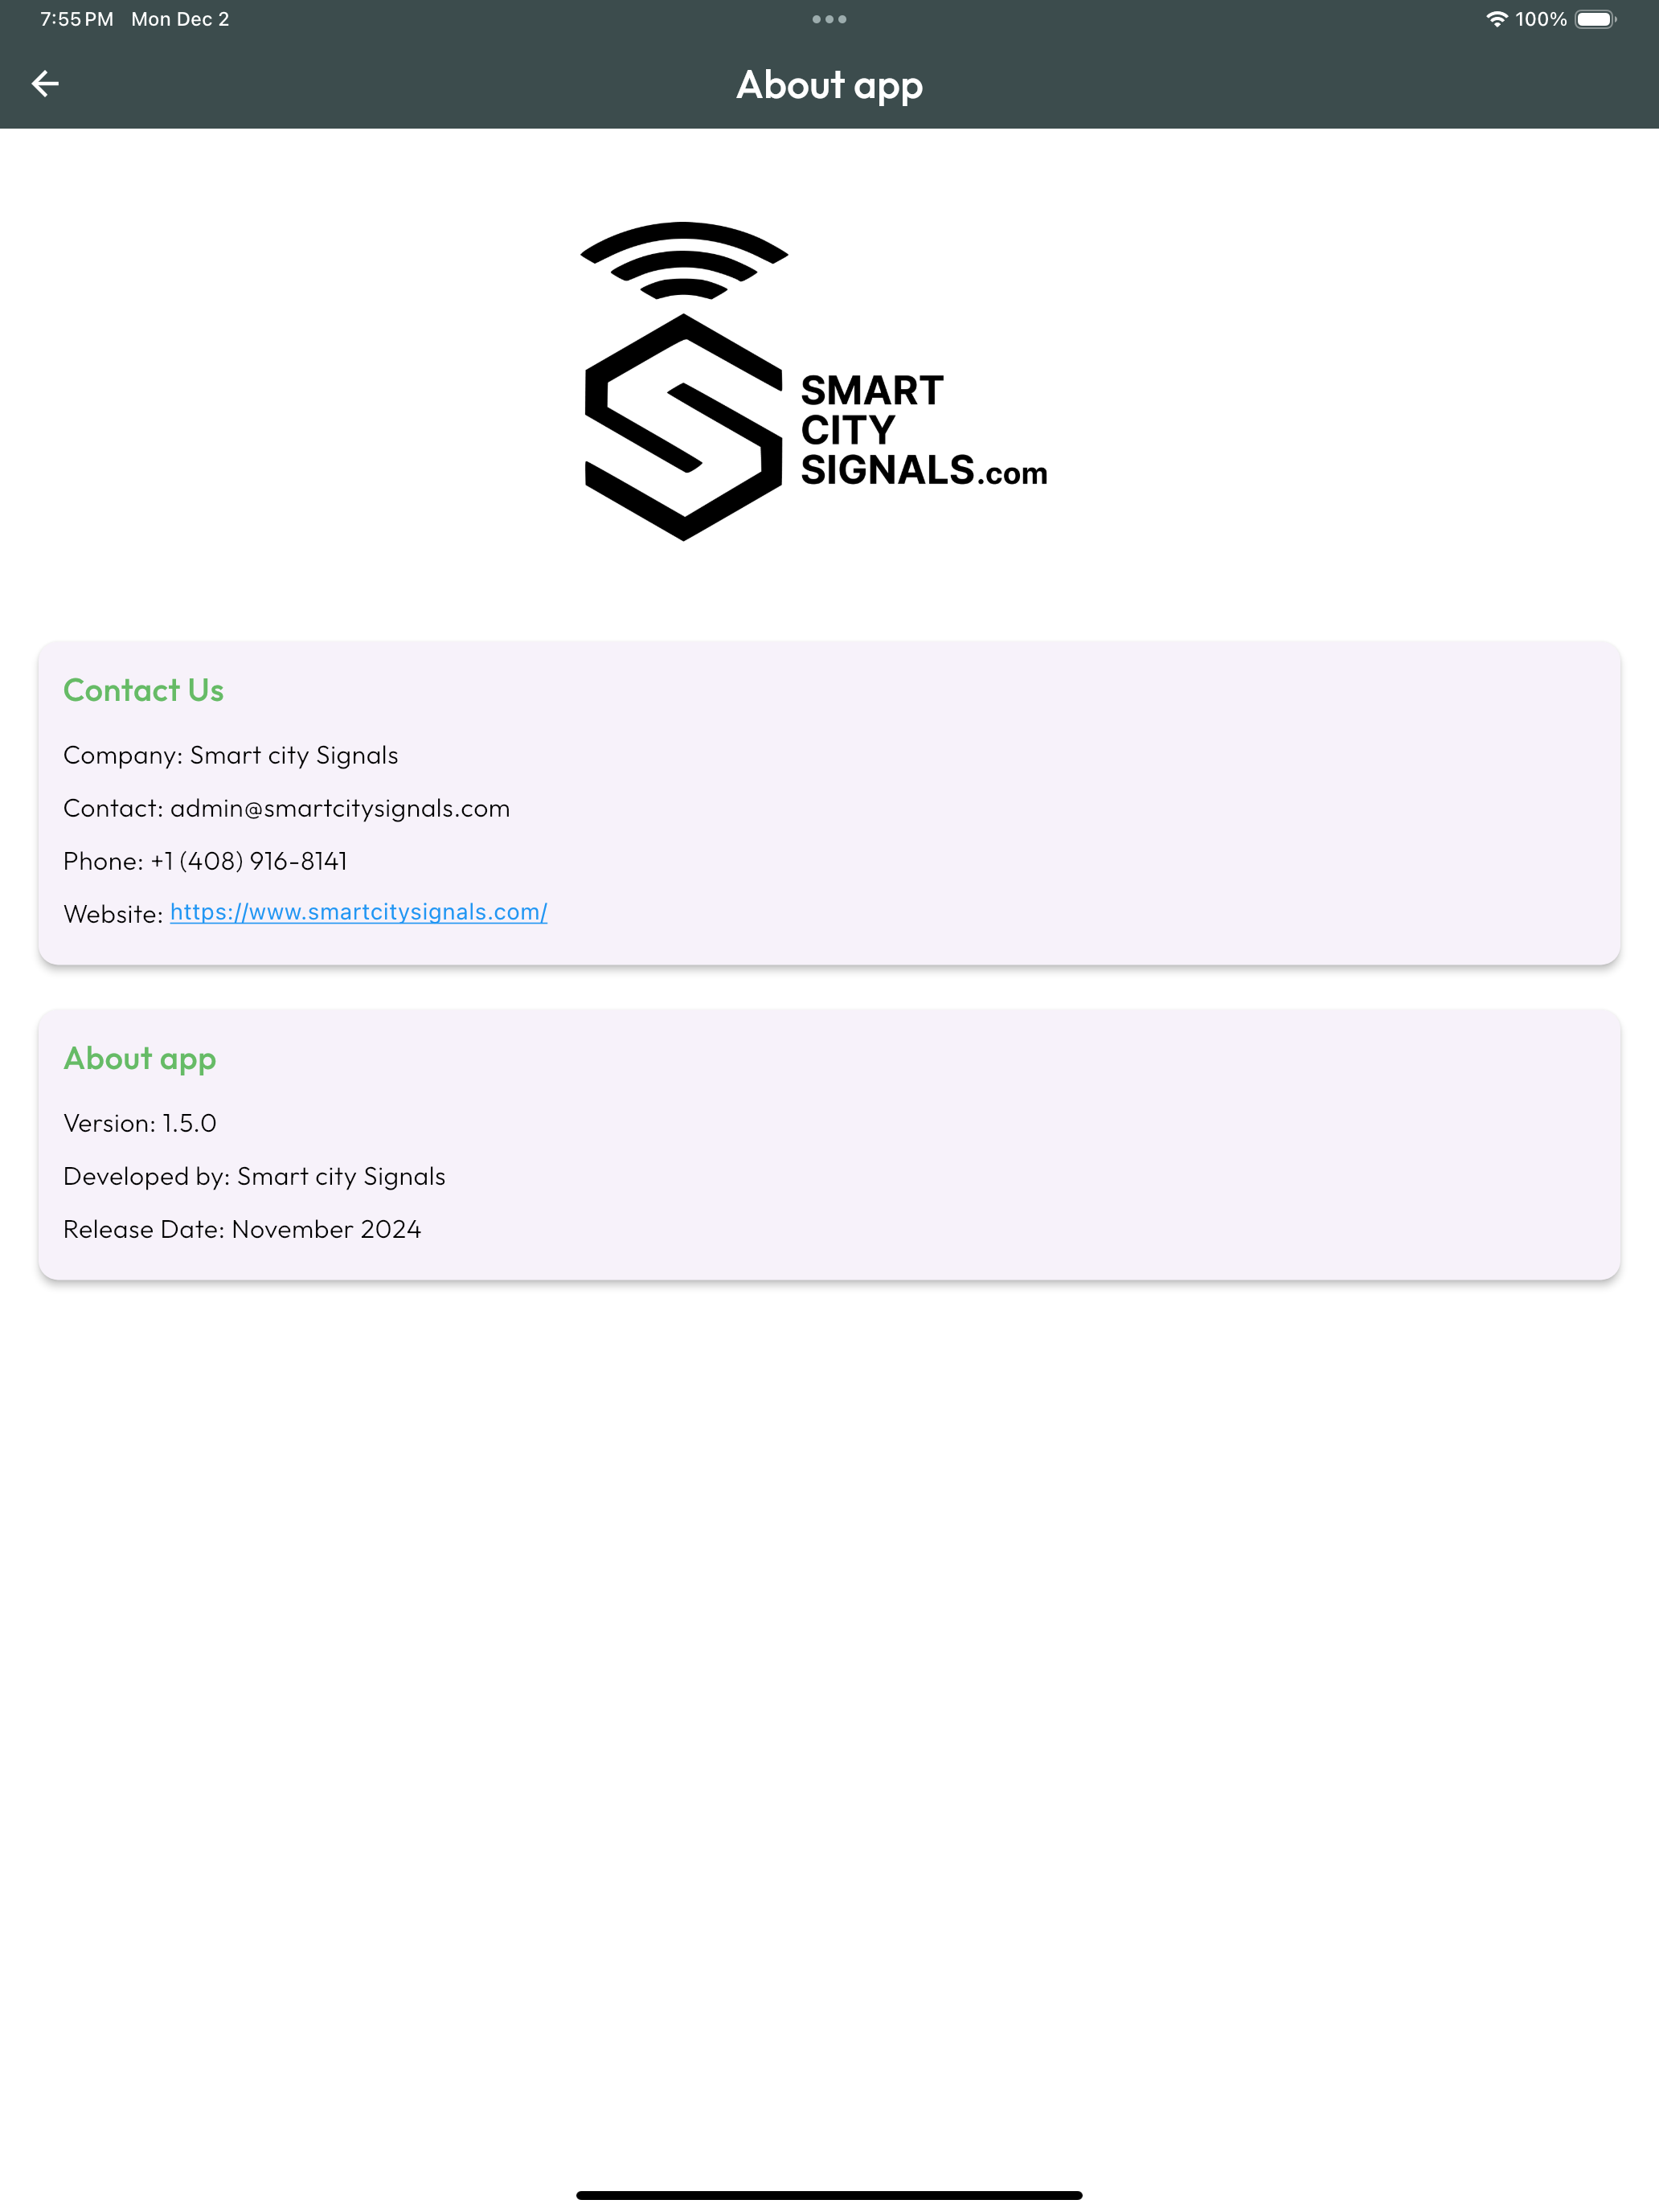 7:55 PM Mon Dec 2
100%
About app
SMART
CITY
SIGNALS.com
Contact Us
Company: Smart city Signals
Contact: admin@smartcitysignals.com
Phone: +1 (408) 916-8141
Website: https://www.smartcitysignals.com/
About app
Version: 1.5.0
Developed by: Smart city Signals
Release Date: November 2024